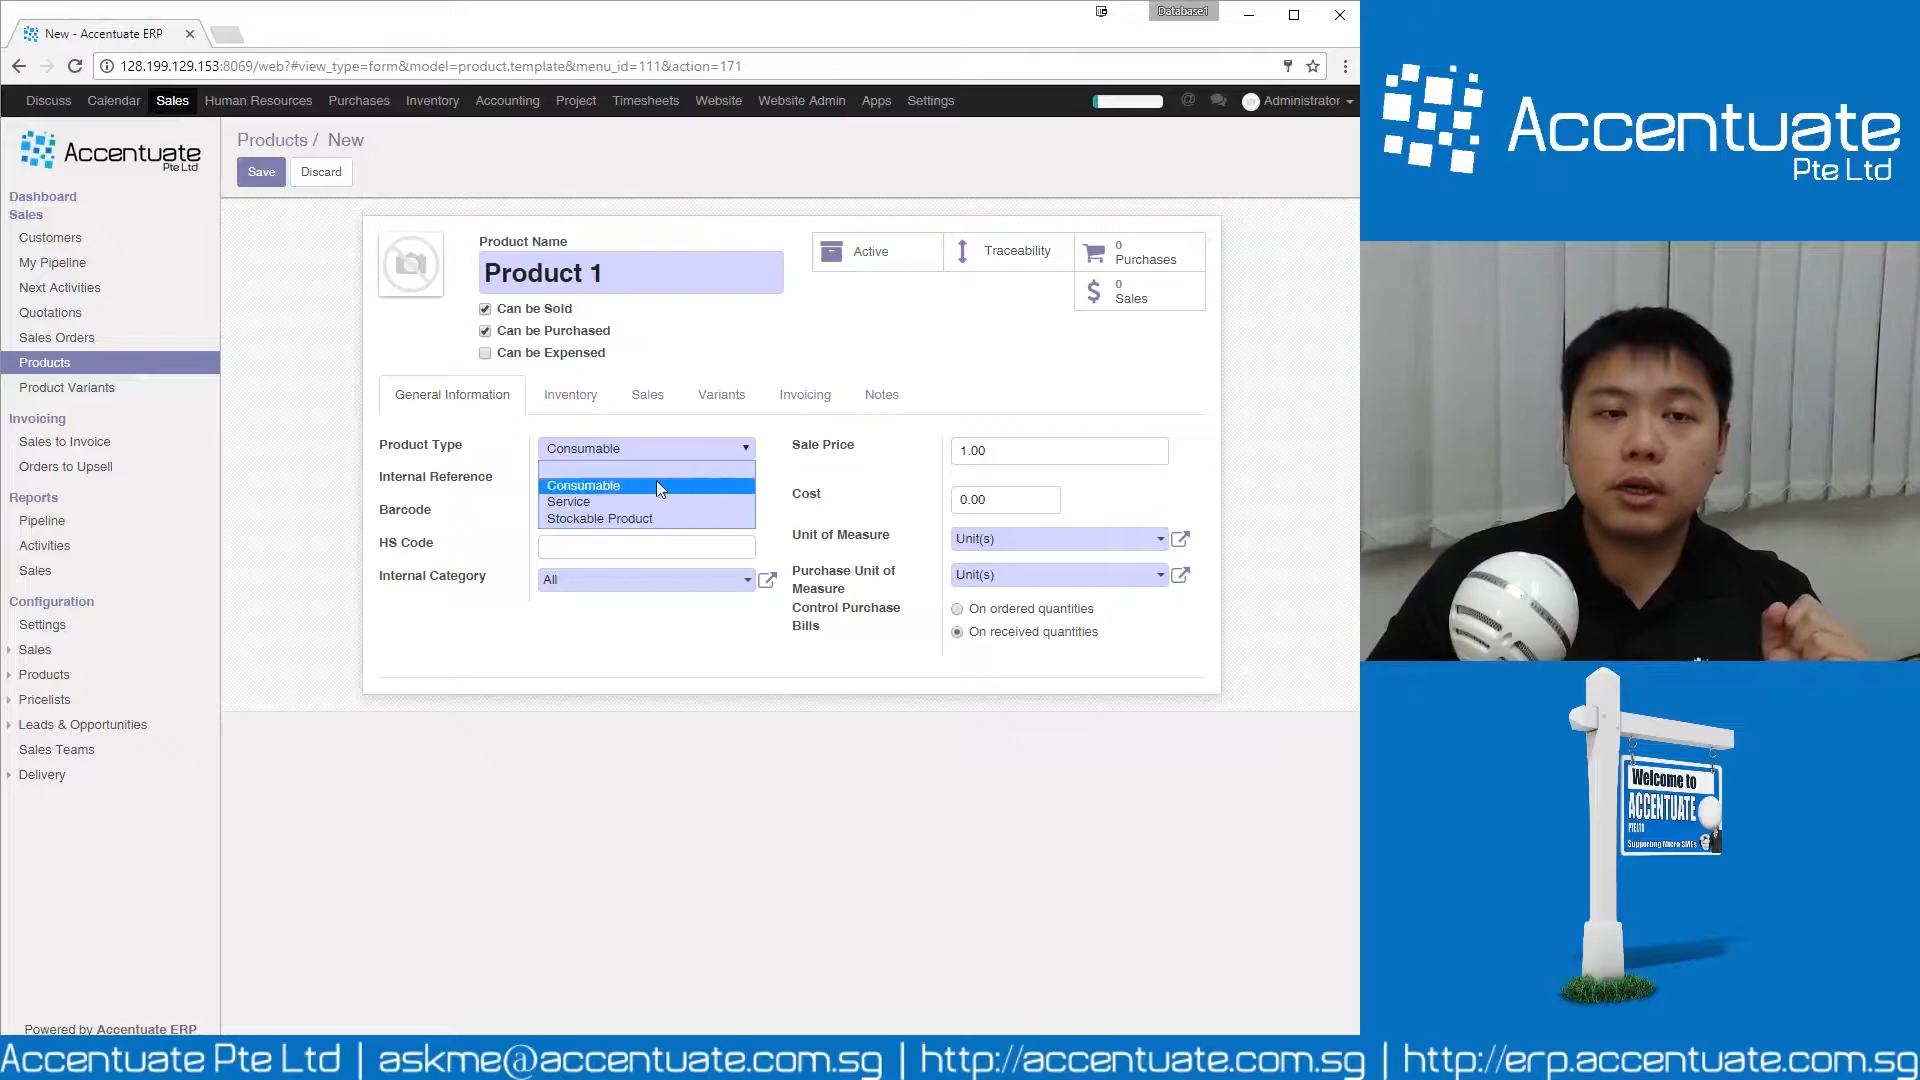 Database1
New - Accentuate ERP
128.199.129.153:8069/web?#view_type=form&model=product.template&menu_id=111&action=171
Discuss Calendar Sales Human Resources Purchases Inventory Accounting Project Timesheets Website Website Admin Apps Settings @ Administrator
Accentuate
Pte Ltd
Dashboard
Sales
Customers
My Pipeline
Next Activities
Quotations
Sales Orders
Products
Product Variants
Invoicing
Sales to Invoice
Orders to Upsell
Reports
Pipeline
Activities
Sales
Configuration
Settings
Sales
Products
Pricelists
Leads & Opportunities
Sales Teams
Delivery
Powered by Accentuate ERP
Products / New
Save Discard
Product Name
Product 1
Can be Sold
Can be Purchased
Can be Expensed
Active
Traceability
0
Purchases
0
Sales
General Information Inventory Sales Variants Invoicing Notes
Product Type
Consumable
Consumable
Service
Stockable Product
Internal Reference
Barcode
HS Code
Internal Category
All
Sale Price
1.00
Cost
0.00
Unit of Measure
Unit(s)
Purchase Unit of
Measure
Unit(s)
Control Purchase
Bills
On ordered quantities
On received quantities
Accentuate
Pte Ltd
Welcome to
ACCENTUATE
PTE LTD
Supporting Micro SMEs
Accentuate Pte Ltd | askme@accentuate.com.sg | http://accentuate.com.sg | http://erp.accentuate.com.sg